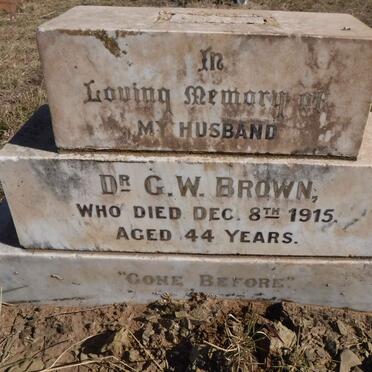 In
Loving Memory of
MY HUSBAND
DR G.W. BROWN,
WHO DIED DEC. 8TH 1915.
AGED 44 YEARS.
"GONE BEFORE"